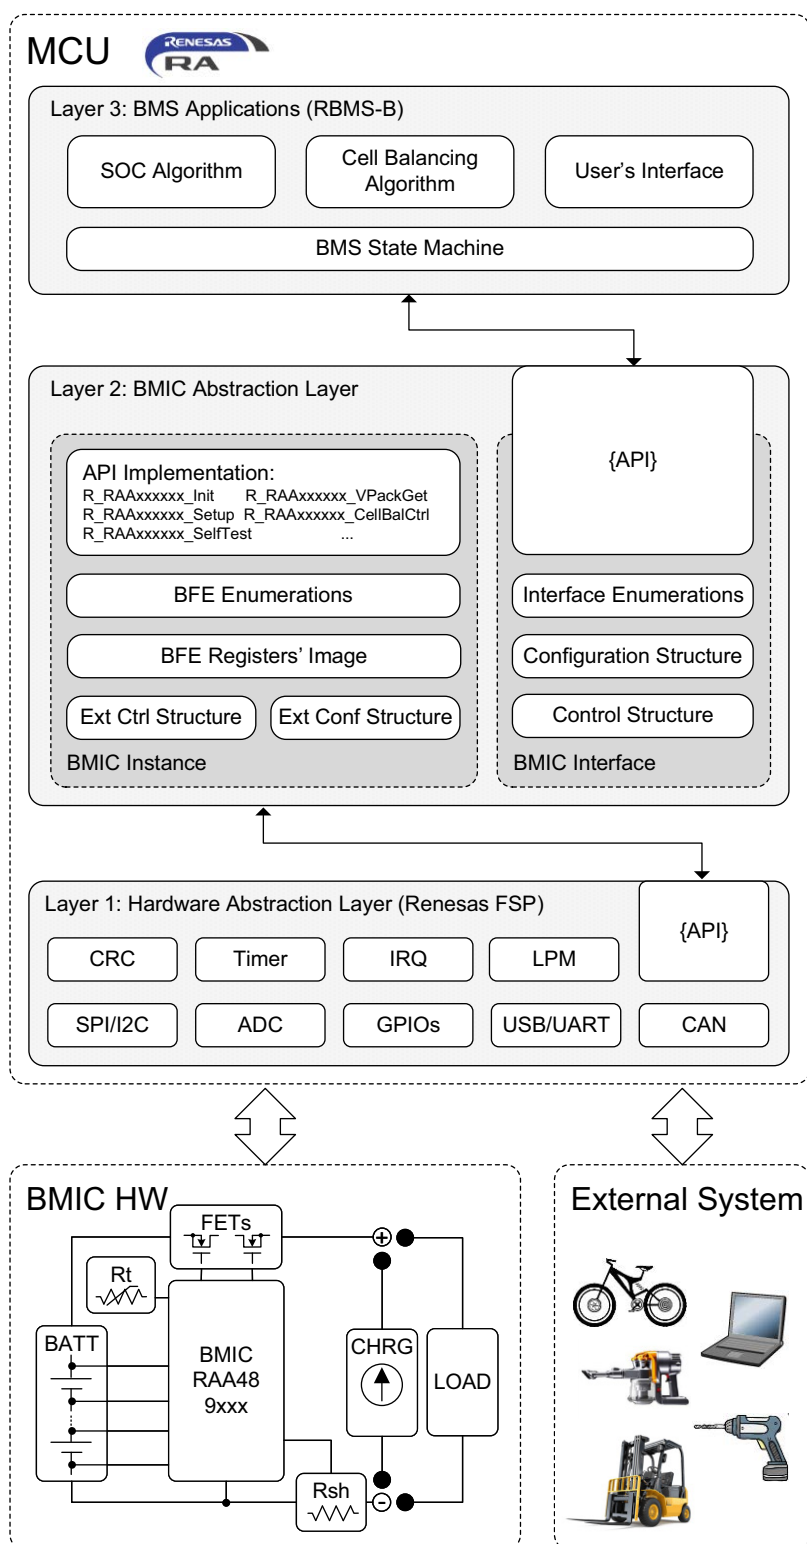 MCU
RENESAS
RA
Layer 3: BMS Applications (RBMS-B)
SOC Algorithm
Cell Balancing
Algorithm
User's Interface
BMS State Machine
Layer 2: BMIC Abstraction Layer
{API}
API Implementation:
R_RAAxxxxxx_Init R_RAAxxxxxx_VPackGet
R_RAAxxxxxx_Setup R_RAAxxxxxx_CellBalCtrl
R_RAAxxxxxx_SelfTest ...
BFE Enumerations
Interface Enumerations
BFE Registers' Image
Configuration Structure
Ext Ctrl Structure
Ext Conf Structure
Control Structure
BMIC Instance
BMIC Interface
Layer 1: Hardware Abstraction Layer (Renesas FSP)
{API}
CRC
Timer
IRQ
LPM
SPI/I2C
ADC
GPIOs
USB/UART
CAN
BMIC HW
FETs
+
Rt
BATT
BMIC
RAA48
9xxx
CHRG
LOAD
Rsh
-
External System